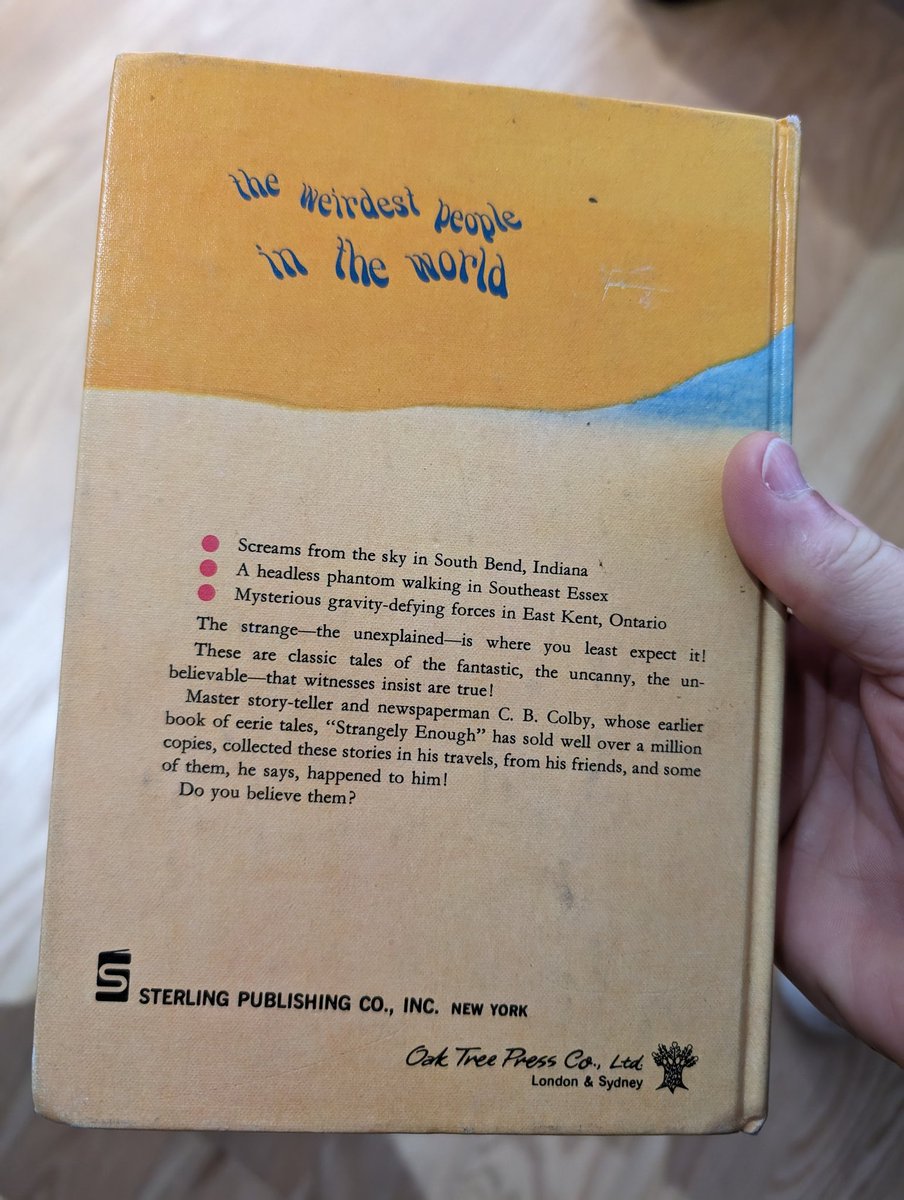 the weirdest people
in the world
Screams from the sky in South Bend, Indiana
A headless phantom walking in Southeast Essex
Mysterious gravity-defying forces in East Kent, Ontario
The strange—the unexplained—is where you least expect it!
These are classic tales of the fantastic, the uncanny, the un-
believable—that witnesses insist are true!
Master story-teller and newspaperman C. B. Colby, whose earlier
book of eerie tales, “Strangely Enough” has sold well over a million
copies, collected these stories in his travels, from his friends, and some
of them, he says, happened to him!
Do you believe them?
S
STERLING PUBLISHING CO., INC. NEW YORK
Oak Tree Press Co., Ltd.
London & Sydney